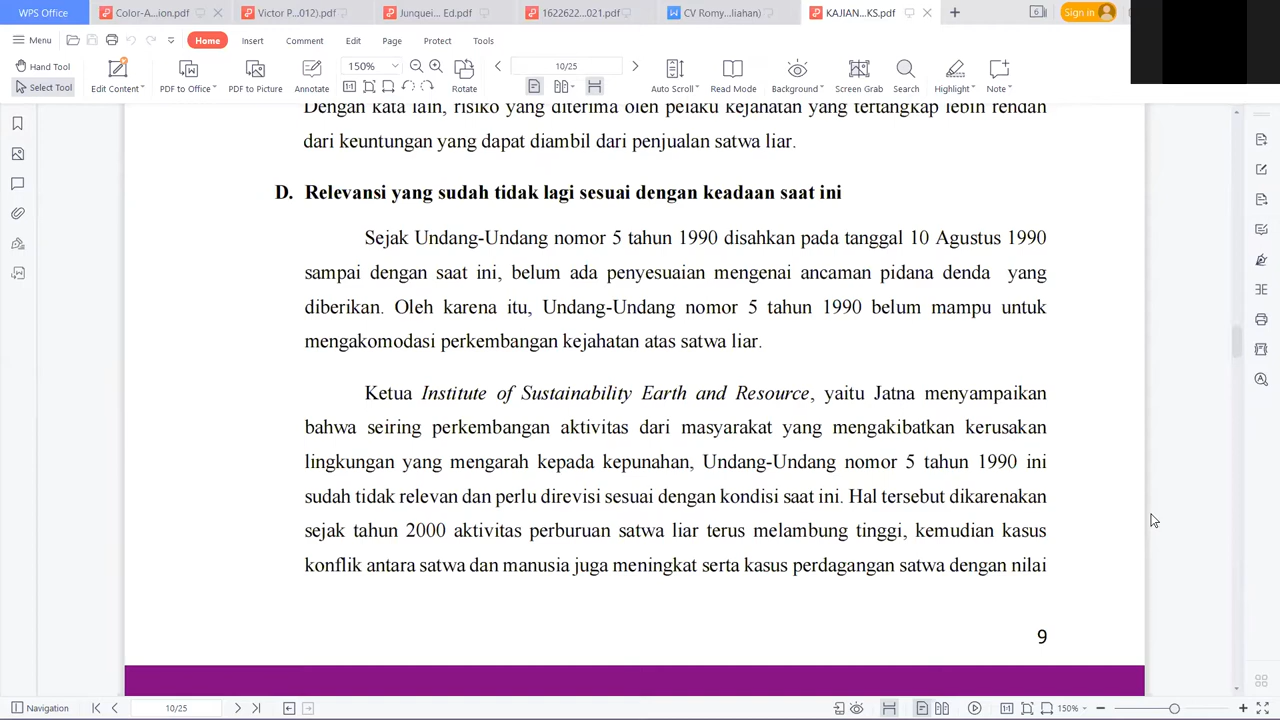 WPS Office
Color-A...ion.pdf
Victor P...012).pdf
Junquei... Ed.pdf
1622622...021.pdf
CV Romy...liahan)
KAJIAN...KS.pdf
6
Sign in
Menu
Home
Insert
Comment
Edit
Page
Protect
Tools
Hand Tool
Select Tool
Edit Content
PDF to Office
PDF to Picture
Annotate
150%
Rotate
10/25
Auto Scroll
Read Mode
Background
Screen Grab
Search
Highlight
Note
Dengan kata lain, risiko yang diterima oleh pelaku kejahatan yang tertangkap lebih rendah
dari keuntungan yang dapat diambil dari penjualan satwa liar.
D. Relevansi yang sudah tidak lagi sesuai dengan keadaan saat ini
Sejak Undang-Undang nomor 5 tahun 1990 disahkan pada tanggal 10 Agustus 1990
sampai dengan saat ini, belum ada penyesuaian mengenai ancaman pidana denda yang
diberikan. Oleh karena itu, Undang-Undang nomor 5 tahun 1990 belum mampu untuk
mengakomodasi perkembangan kejahatan atas satwa liar.
Ketua Institute of Sustainability Earth and Resource, yaitu Jatna menyampaikan
bahwa seiring perkembangan aktivitas dari masyarakat yang mengakibatkan kerusakan
lingkungan yang mengarah kepada kepunahan, Undang-Undang nomor 5 tahun 1990 ini
sudah tidak relevan dan perlu direvisi sesuai dengan kondisi saat ini. Hal tersebut dikarenakan
sejak tahun 2000 aktivitas perburuan satwa liar terus melambung tinggi, kemudian kasus
konflik antara satwa dan manusia juga meningkat serta kasus perdagangan satwa dengan nilai
9
Navigation
10/25
150%